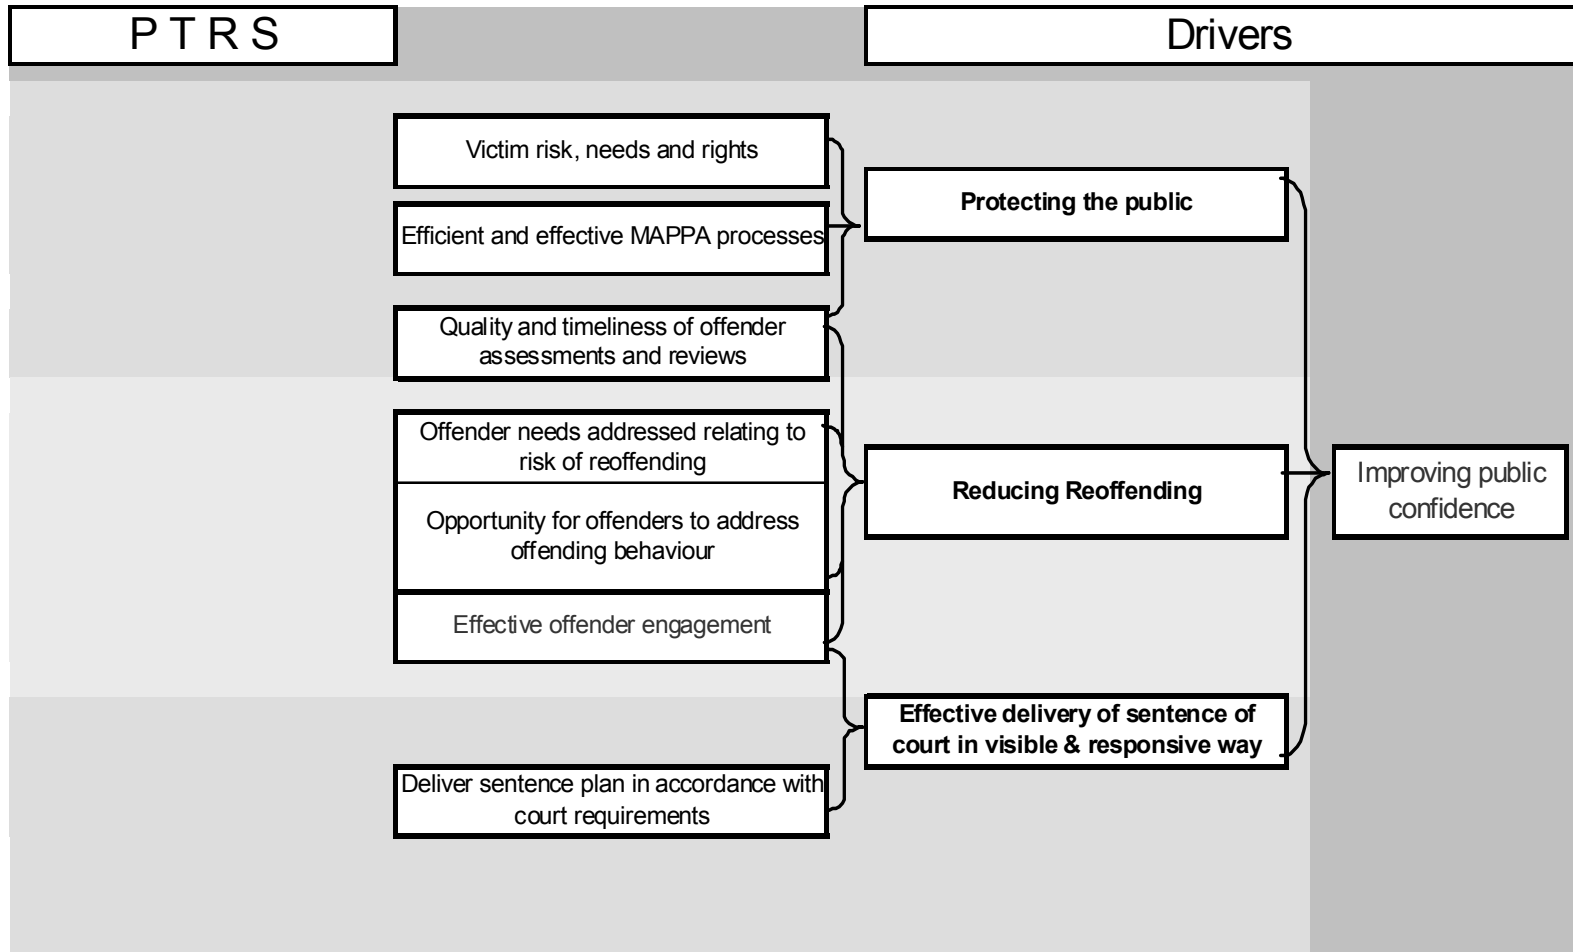 P T R S
Drivers
Victim risk, needs and rights
Efficient and effective MAPPA processes
Quality and timeliness of offender
assessments and reviews
Offender needs addressed relating to
risk of reoffending
Opportunity for offenders to address
offending behaviour
Effective offender engagement
Deliver sentence plan in accordance with
court requirements
Protecting the public
Reducing Reoffending
Effective delivery of sentence of
court in visible & responsive way
Improving public
confidence